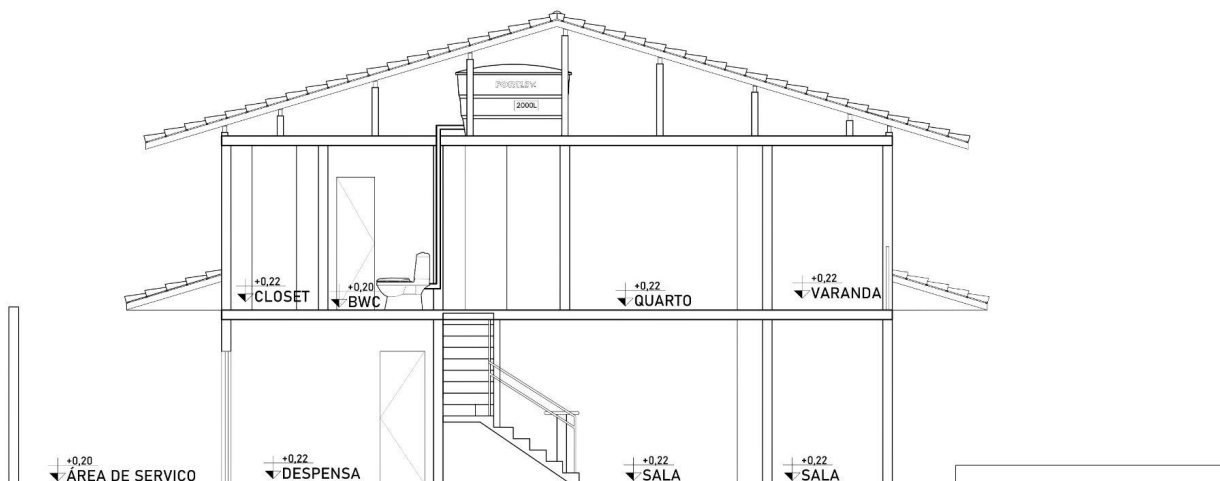 FORTLEV
2000L
+0,22
CLOSET
+0,20
BWC
+0,22
QUARTO
+0,22
VARANDA
+0,20
ÁREA DE SERVICO
+0,22
DESPENSA
+0,22
SALA
+0,22
SALA